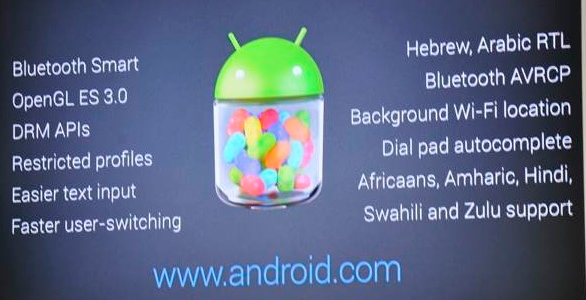 Bluetooth Smart
OpenGL ES 3.0
DRM APIs
Restricted profiles
Easier text input
Faster user-switching
Hebrew, Arabic RTL
Bluetooth AVRCP
Background Wi-Fi location
Dial pad autocomplete
Africaans, Amharic, Hindi,
Swahili and Zulu support
www.android.com